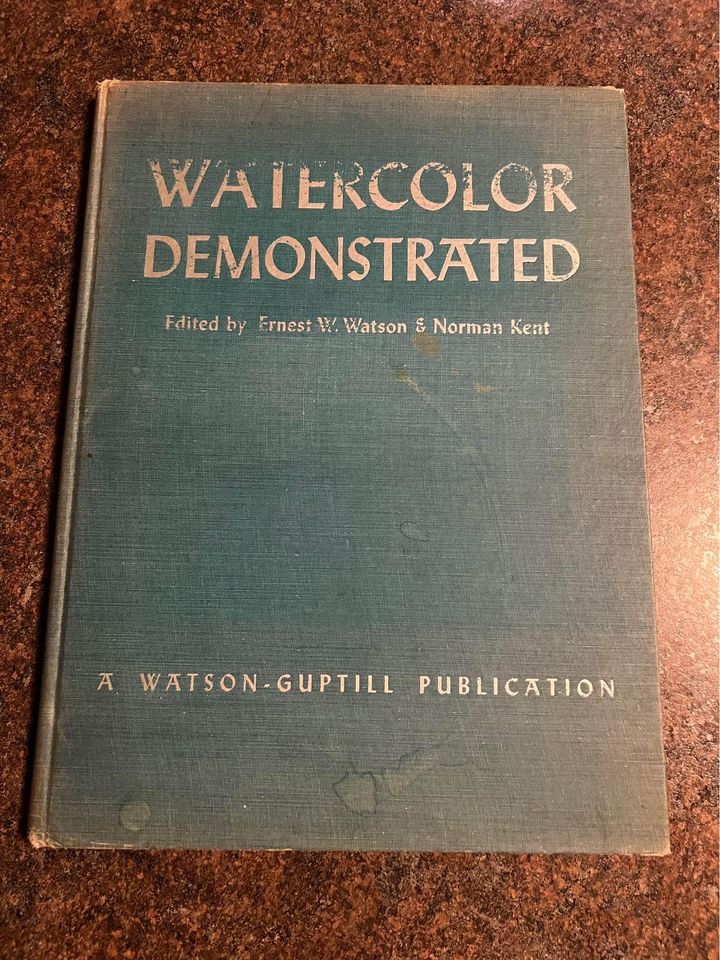 WATERCOLOR
DEMONSTRATED
Edited by Ernest W. Watson & Norman Kent
A WATSON-GUPTILL PUBLICATION